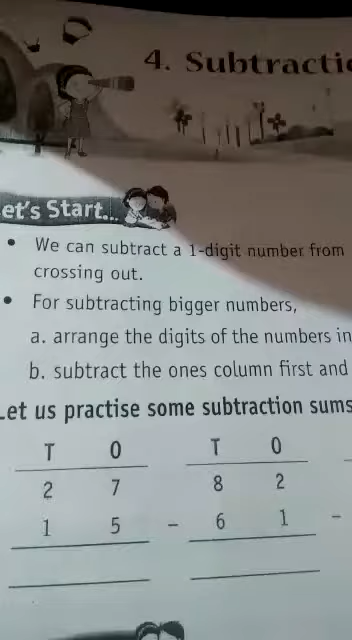 4. Subtractio
et's Start...
• We can subtract a 1-digit number from
crossing out.
• For subtracting bigger numbers,
a. arrange the digits of the numbers in
b. subtract the ones column first and
Let us practise some subtraction sums
T O T O
2 7 8 2
1 5 – 6 1 –